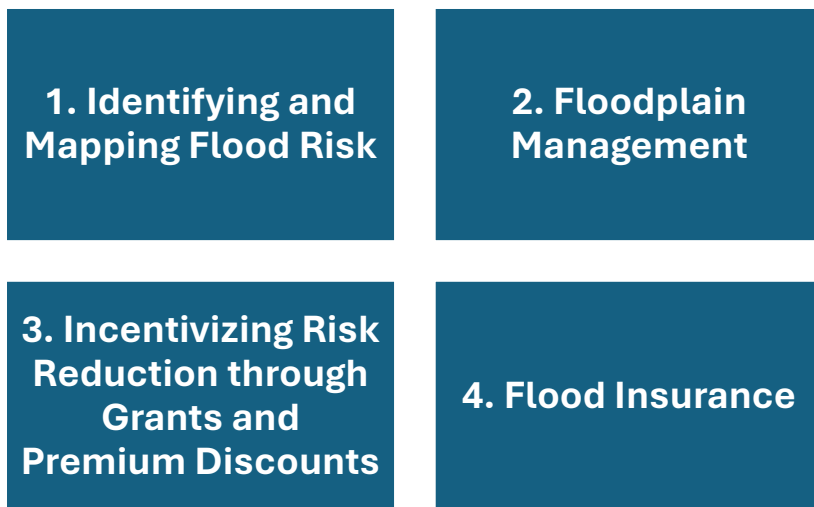 1. Identifying and
Mapping Flood Risk
2. Floodplain
Management
3. Incentivizing Risk
Reduction through
Grants and
Premium Discounts
4. Flood Insurance